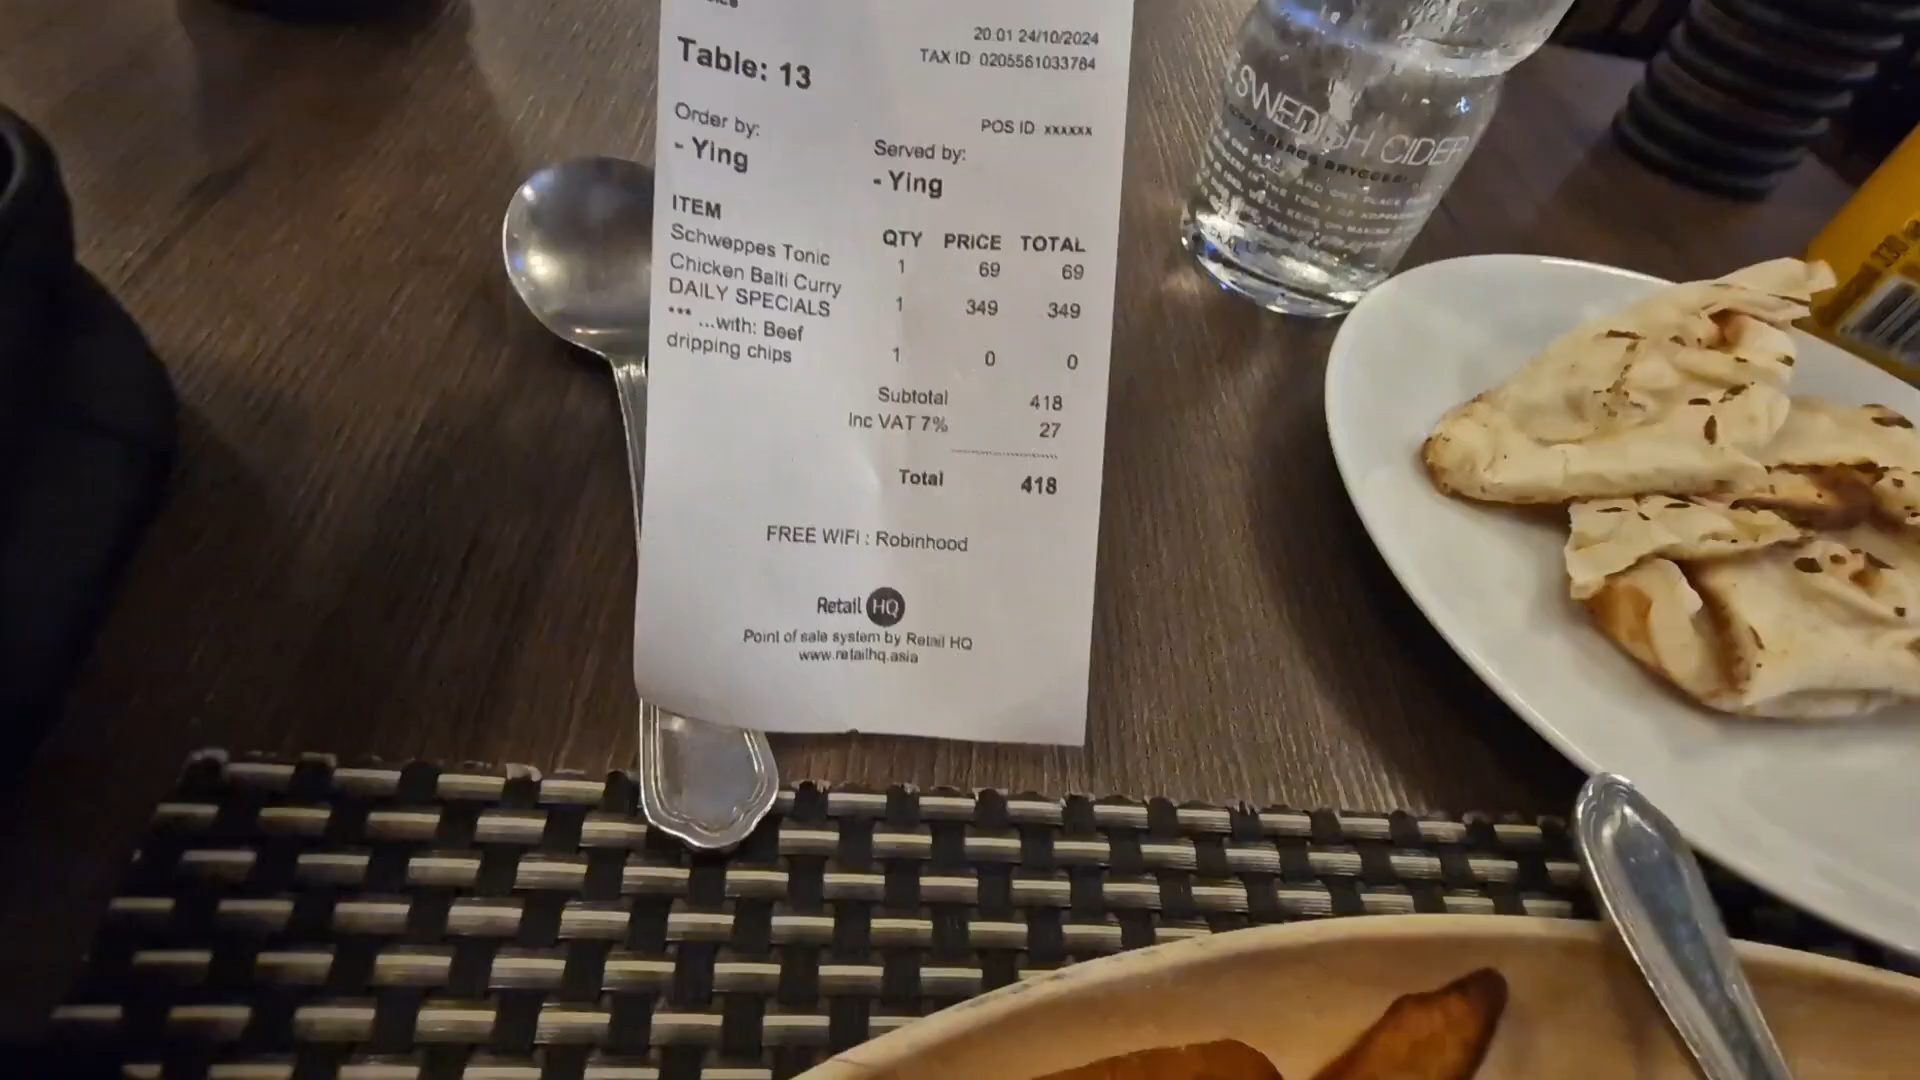 20:01 24/10/2024
TAX ID 0205561033784
Table: 13
POS ID xxxxxx
Order by:
- Ying
Served by:
- Ying
ITEM QTY PRICE TOTAL
Schweppes Tonic 1 69 69
Chicken Balti Curry
DAILY SPECIALS 1 349 349
*** ...with: Beef
dripping chips 1 0 0
Subtotal 418
Inc VAT 7% 27
Total 418
FREE WIFI : Robinhood
Retail HQ
Point of sale system by Retail HQ
www.retailhq.asia
SWEDISH CIDER